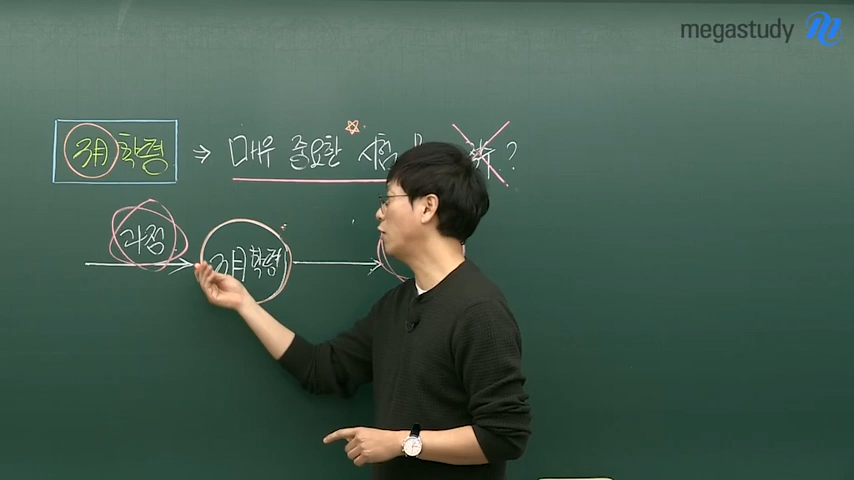 megastudy
3月 학평 → 매우 중요한 시험
과정 → 3月 학평 →